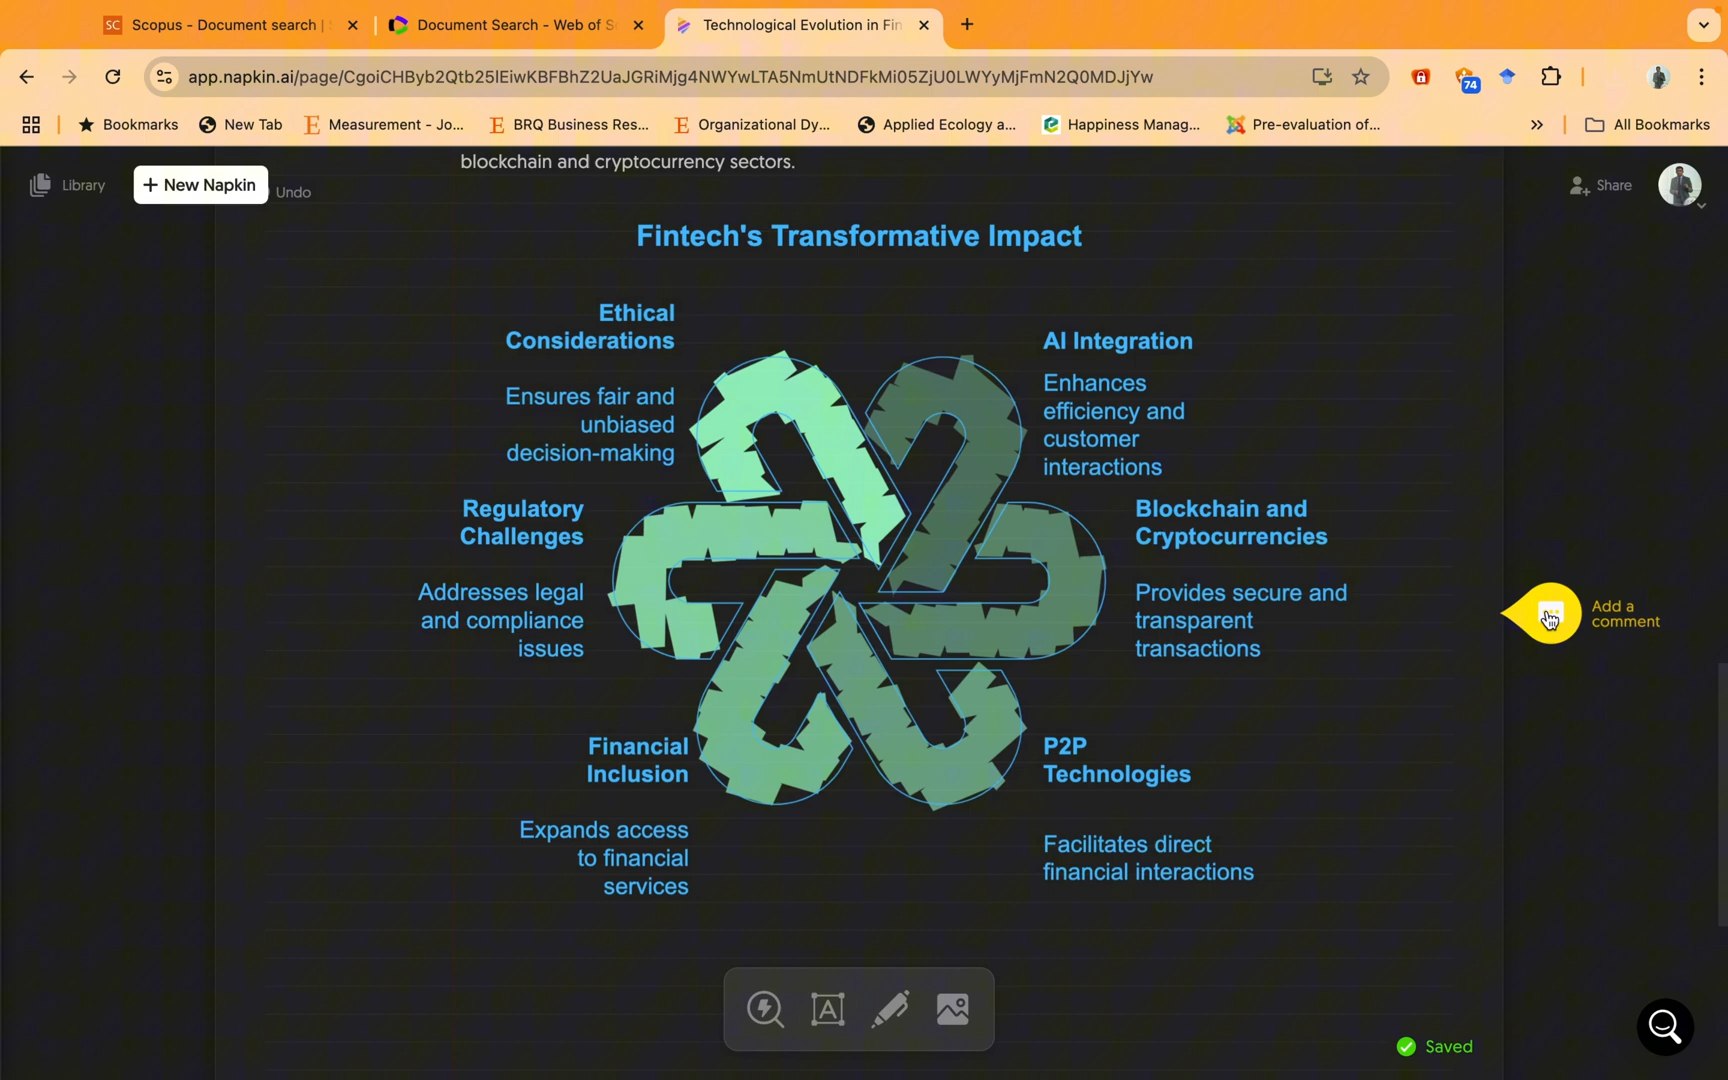 Scopus - Document search |
Document Search - Web of S
Technological Evolution in Fin
app.napkin.ai/page/CgoiCHByb2Qtb25lEiwKBFBhZ2UaJGRiMjg4NWYwLTA5NmUtNDFkMi05ZjU0LWYyMjFmN2Q0MDJjYw
74
Bookmarks
New Tab
Measurement - Jo...
BRQ Business Res...
Organizational Dy...
Applied Ecology a...
Happiness Manag...
Pre-evaluation of...
All Bookmarks
blockchain and cryptocurrency sectors.
Library
+ New Napkin
Undo
Share
Fintech's Transformative Impact
Ethical
Considerations
Ensures fair and
unbiased
decision-making
AI Integration
Enhances
efficiency and
customer
interactions
Regulatory
Challenges
Addresses legal
and compliance
issues
Blockchain and
Cryptocurrencies
Provides secure and
transparent
transactions
Add a
comment
Financial
Inclusion
Expands access
to financial
services
P2P
Technologies
Facilitates direct
financial interactions
A
Saved